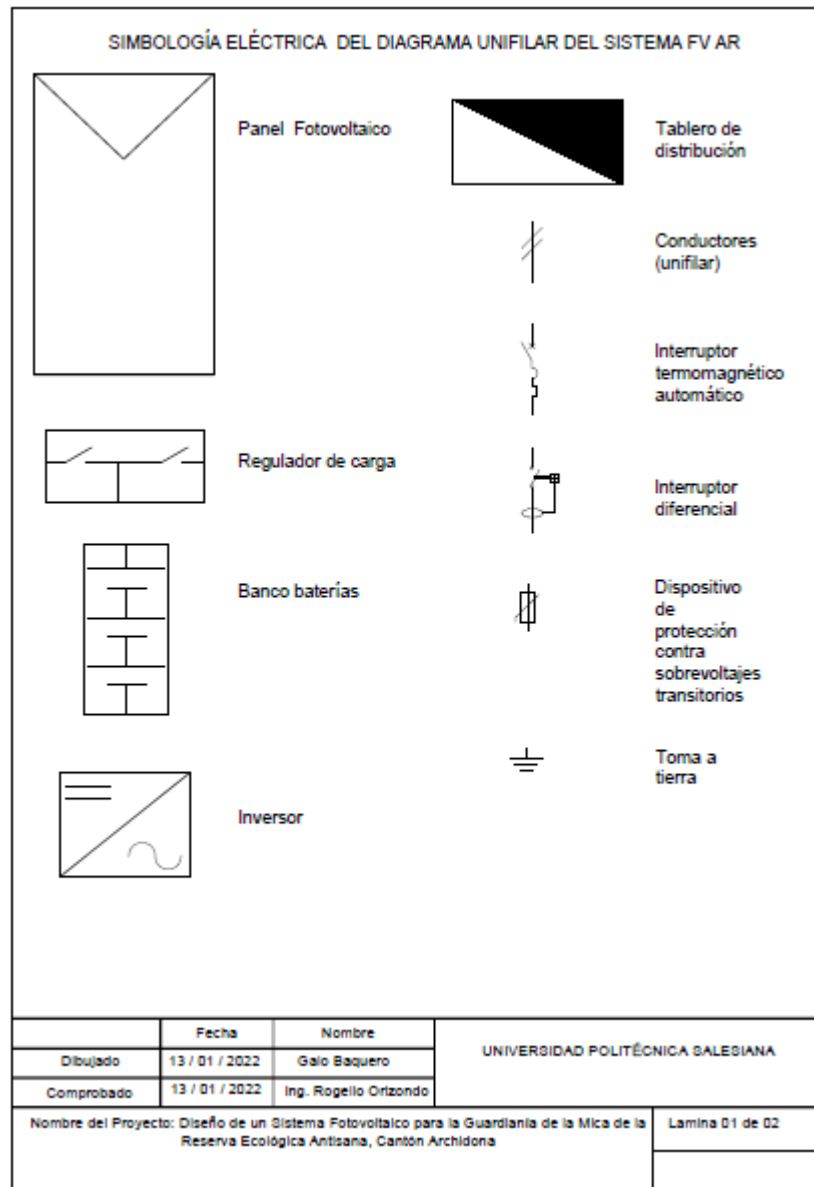 SIMBOLOGÍA ELÉCTRICA DEL DIAGRAMA UNIFILAR DEL SISTEMA FV AR
Panel Fotovoltaico
Regulador de carga
Banco baterías
Inversor
Tablero de
distribución
Conductores
(unifilar)
Interruptor
termomagnético
automático
Interruptor
diferencial
Dispositivo
de
protección
contra
sobrevoltajes
transitorios
Toma a
tierra
Fecha Nombre
Dibujado 13 / 01 / 2022 Galo Baquero
Comprobado 13 / 01 / 2022 Ing. Rogelio Orizondo
UNIVERSIDAD POLITÉCNICA SALESIANA
Nombre del Proyecto: Diseño de un Sistema Fotovoltaico para la Guardianía de la Mica de la
Reserva Ecológica Antisana, Cantón Archidona
Lamina 01 de 02